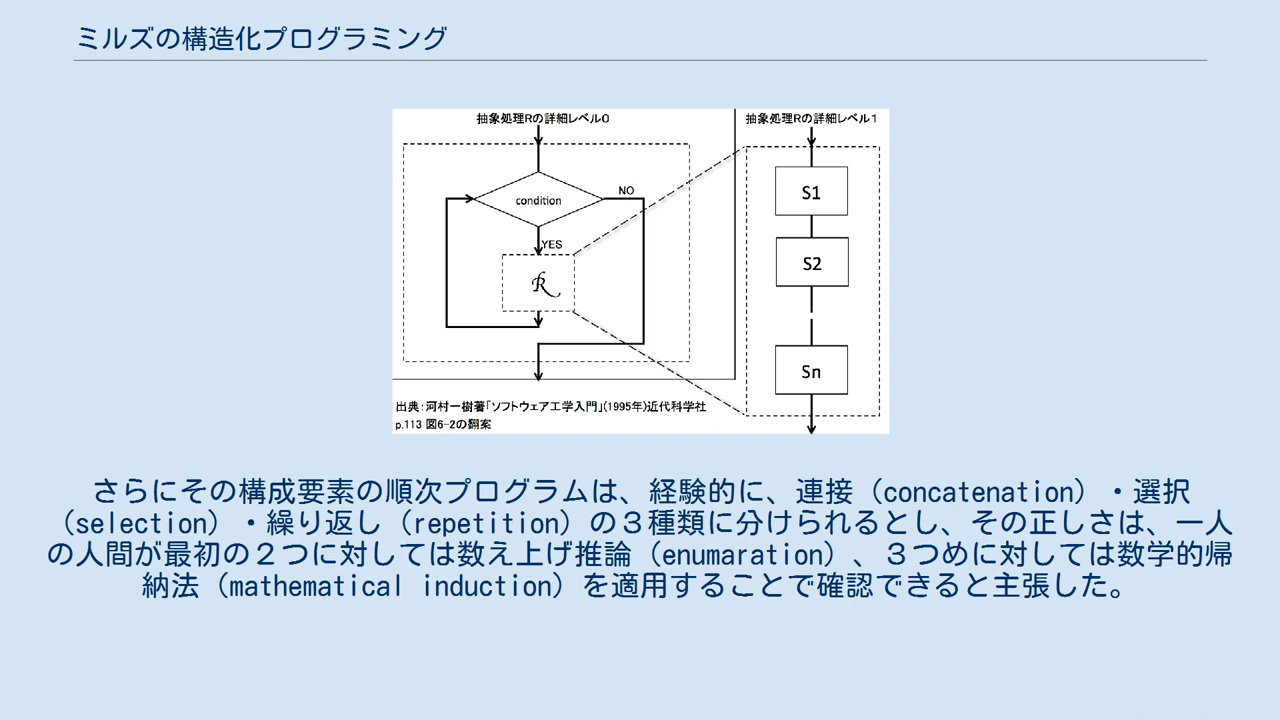 ミルズの構造化プログラミング
抽象処理Rの詳細レベル0
抽象処理Rの詳細レベル1
condition
NO
YES
R
S1
S2
Sn
出典:河村一樹著「ソフトウェア工学入門」(1995年)近代科学社
p.113 図6-2の翻案
さらにその構成要素の順次プログラムは、経験的に、連接（concatenation）・選択
（selection）・繰り返し（repetition）の３種類に分けられるとし、その正しさは、一人
の人間が最初の２つに対しては数え上げ推論（enumaration）、３つめに対しては数学的帰
納法（mathematical induction）を適用することで確認できると主張した。